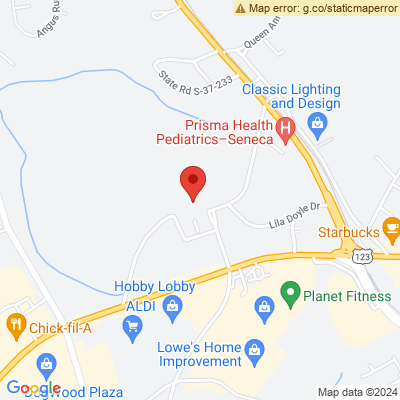 Map error: g.co/staticmaperror
Angus Ru
Queen An
State Rd S-37-233
Classic Lighting
and Design
Prisma Health
Pediatrics–Seneca
H
Lila Doyle Dr
Starbucks
123
Hobby Lobby
ALDI
Planet Fitness
Chick-fil-A
Lowe's Home
Improvement
Dogwood Plaza
Google
Map data ©2024